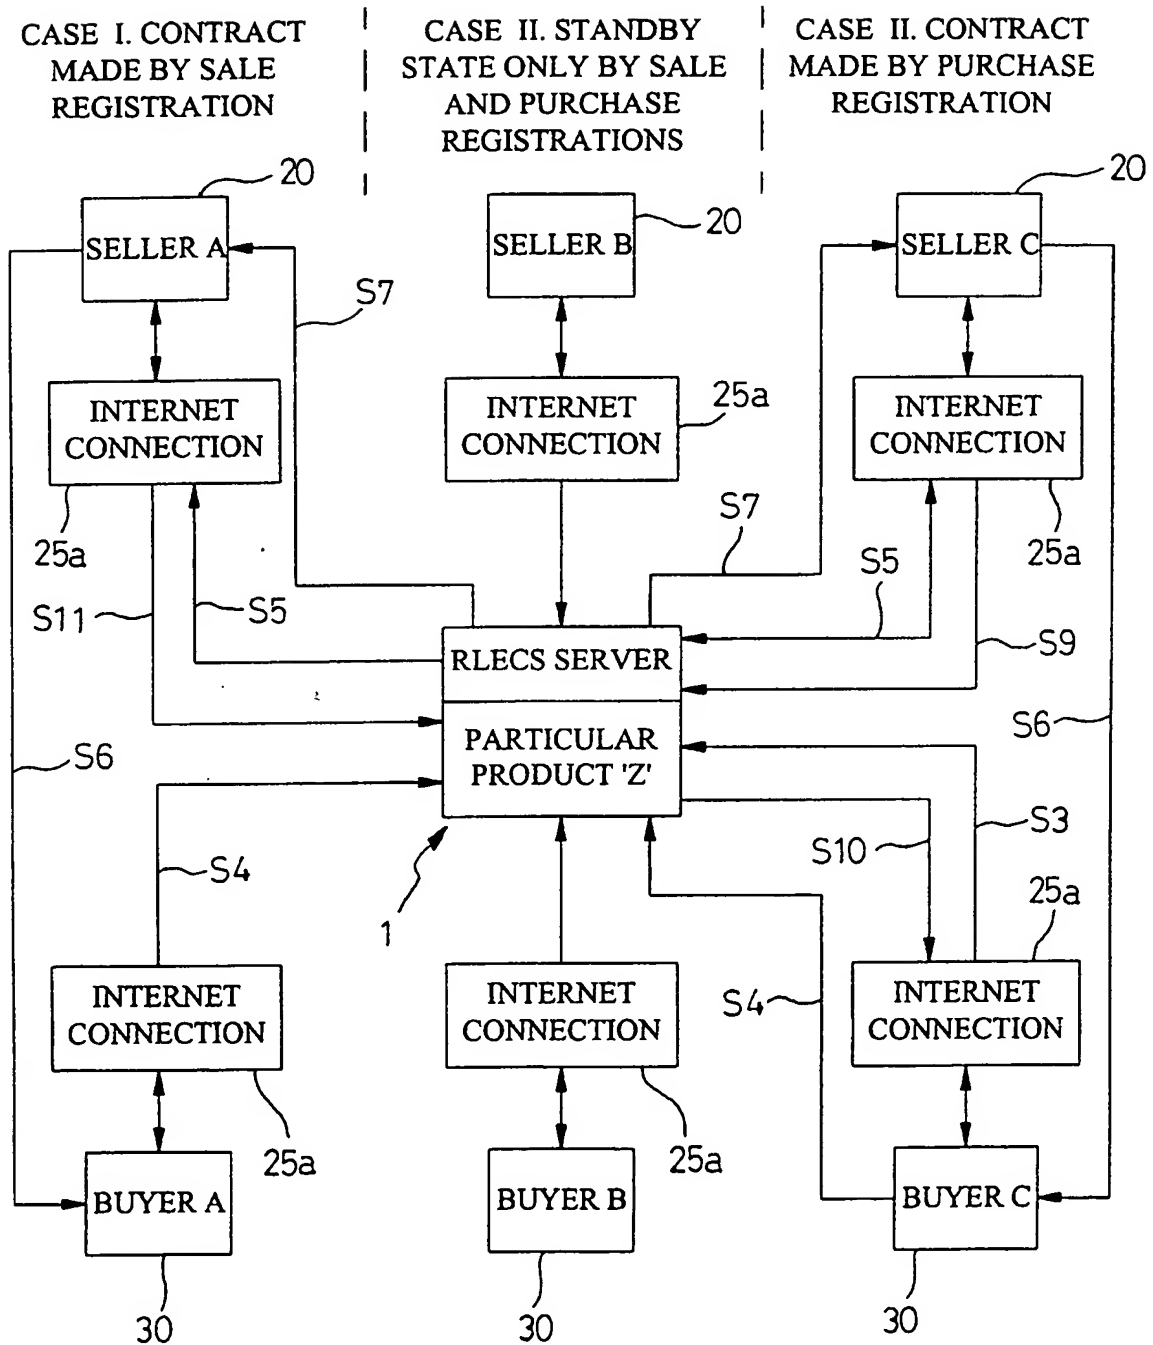 CASE I. CONTRACT
MADE BY SALE
REGISTRATION
CASE II. STANDBY
STATE ONLY BY SALE
AND PURCHASE
REGISTRATIONS
CASE II. CONTRACT
MADE BY PURCHASE
REGISTRATION
20
20
20
SELLER A
SELLER B
SELLER C
S7
INTERNET
CONNECTION
25a
INTERNET
CONNECTION
25a
INTERNET
CONNECTION
25a
S7
S11
S5
S5
S9
RLECS SERVER
PARTICULAR
PRODUCT 'Z'
S6
S6
S4
1
S10
S3
25a
INTERNET
CONNECTION
25a
INTERNET
CONNECTION
25a
S4
INTERNET
CONNECTION
BUYER A
BUYER B
BUYER C
30
30
30